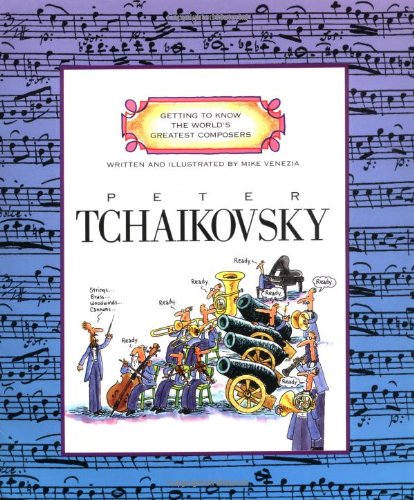 GETTING TO KNOW
THE WORLD'S
GREATEST COMPOSERS
WRITTEN AND ILLUSTRATED BY MIKE VENEZIA
PETER
TCHAIKOVSKY
Strings...
Brass...
Woodwinds...
Cannons...
Ready.
Ready.
Ready.
Ready.
Ready.
Ready.
Ready.